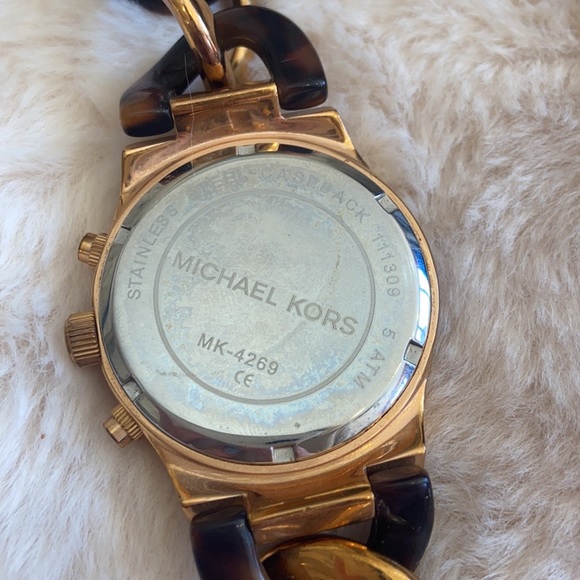 STAINLESS STEEL CASEBACK 111309 5 ATM
MICHAEL KORS
MK-4269
CE